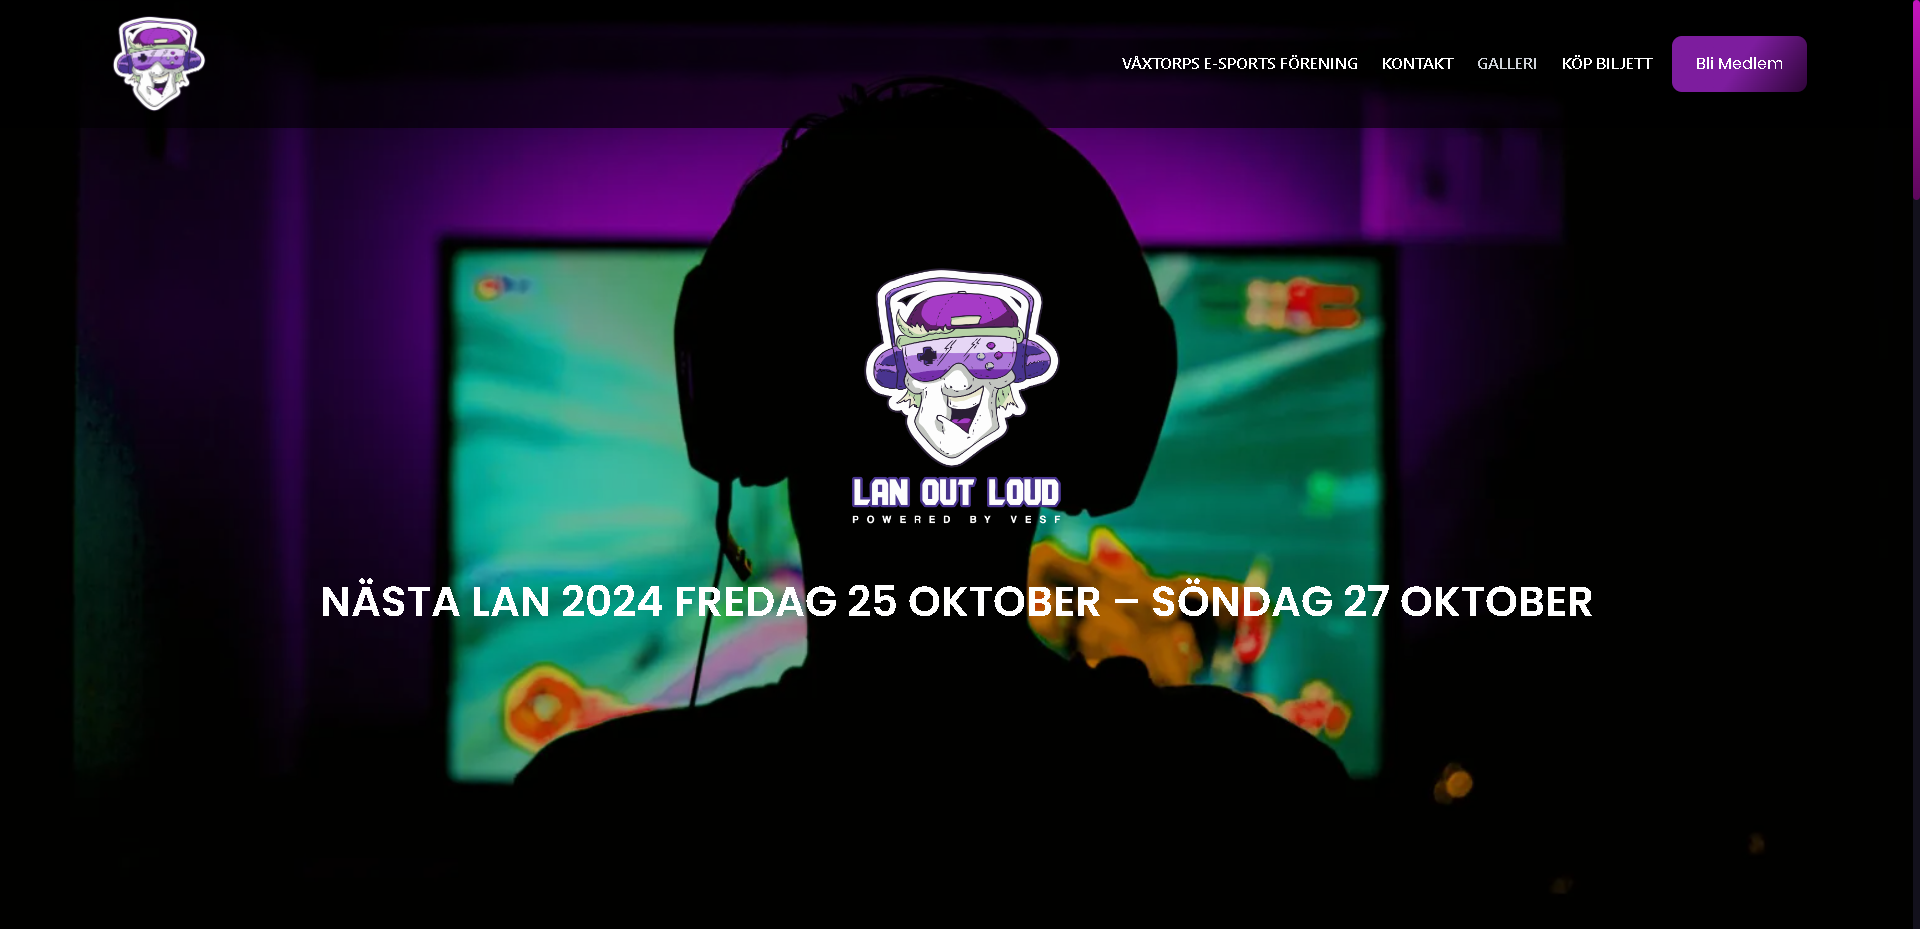 VÄXTORPS E-SPORTS FÖRENING
KONTAKT
GALLERI
KÖP BILJETT
Bli Medlem
LAN OUT LOUD
POWERED BY VESF
NÄSTA LAN 2024 FREDAG 25 OKTOBER – SÖNDAG 27 OKTOBER